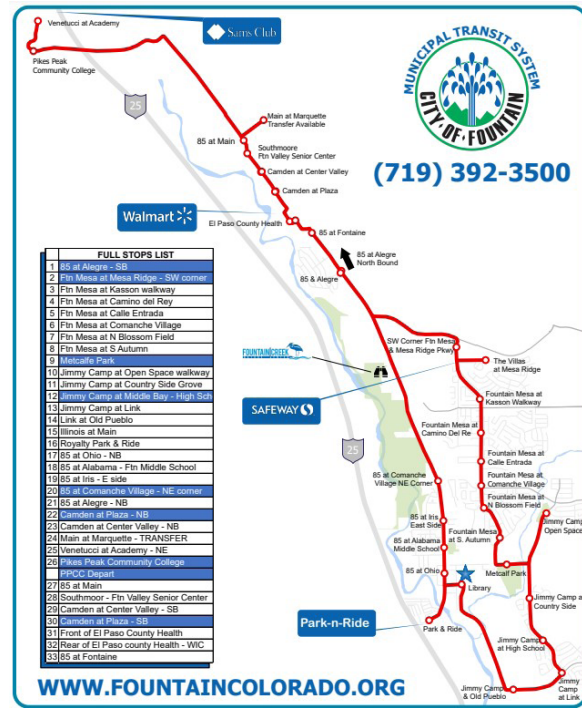 Venetucci at Academy
Sams Club
Pikes Peak
Community College
MUNICIPAL TRANSIT SYSTEM
CITY·OF·FOUNTAIN
(719) 392-3500
25
Main at Marquette
Transfer Available
85 at Main
Southmoore
Ftn Valley Senior Center
Camden at Center Valley
Camden at Plaza
Walmart
El Paso County Health
85 at Fontaine
85 at Alegre
North Bound
85 & Alegre
FULL STOPS LIST
1 85 at Alegre - SB
2 Ftn Mesa at Mesa Ridge - SW corner
3 Ftn Mesa at Kasson walkway
4 Ftn Mesa at Camino del Rey
5 Ftn Mesa at Calle Entrada
6 Ftn Mesa at Comanche Village
7 Ftn Mesa at N Blossom Field
8 Ftn Mesa at S Autumn
9 Metcalfe Park
10 Jimmy Camp at Open Space walkway
11 Jimmy Camp at Country Side Grove
12 Jimmy Camp at Middle Bay - High Sch
13 Jimmy Camp at Link
14 Link at Old Pueblo
15 Illinois at Main
16 Royalty Park & Ride
17 85 at Ohio - NB
18 85 at Alabama - Ftn Middle School
19 85 at Iris - E side
20 85 at Comanche Village - NE corner
21 85 at Alegre - NB
22 Camden at Plaza - NB
23 Camden at Center Valley - NB
24 Main at Marquette - TRANSFER
25 Venetucci at Academy - NE
26 Pikes Peak Community College
PPCC Depart
27 85 at Main
28 Southmoor - Ftn Valley Senior Center
29 Camden at Center Valley - SB
30 Camden at Plaza - SB
31 Front of El Paso County Health
32 Rear of El Paso county Health - WIC
33 85 at Fontaine
FOUNTAIN CREEK
SW Corner Ftn Mesa
& Mesa Ridge Pkwy
The Villas
at Mesa Ridge
SAFEWAY
Fountain Mesa at
Kasson Walkway
Fountain Mesa at
Camino Del Re
25
Fountain Mesa at
Calle Entrada
85 at Comanche
Village NE Corner
Fountain Mesa at
Comanche Village
Fountain Mesa at
N Blossom Field
85 at Iris
East Side
Jimmy Camp
Open Space
Fountain Mesa
at S. Autumn
85 at Alabama
Middle School
85 at Ohio
Metcalf Park
Library
Jimmy Camp at
Country Side
Park-n-Ride
Park & Ride
Jimmy Camp
at High School
Jimmy Camp
& Old Pueblo
Jimmy
Camp
at Link
WWW.FOUNTAINCOLORADO.ORG